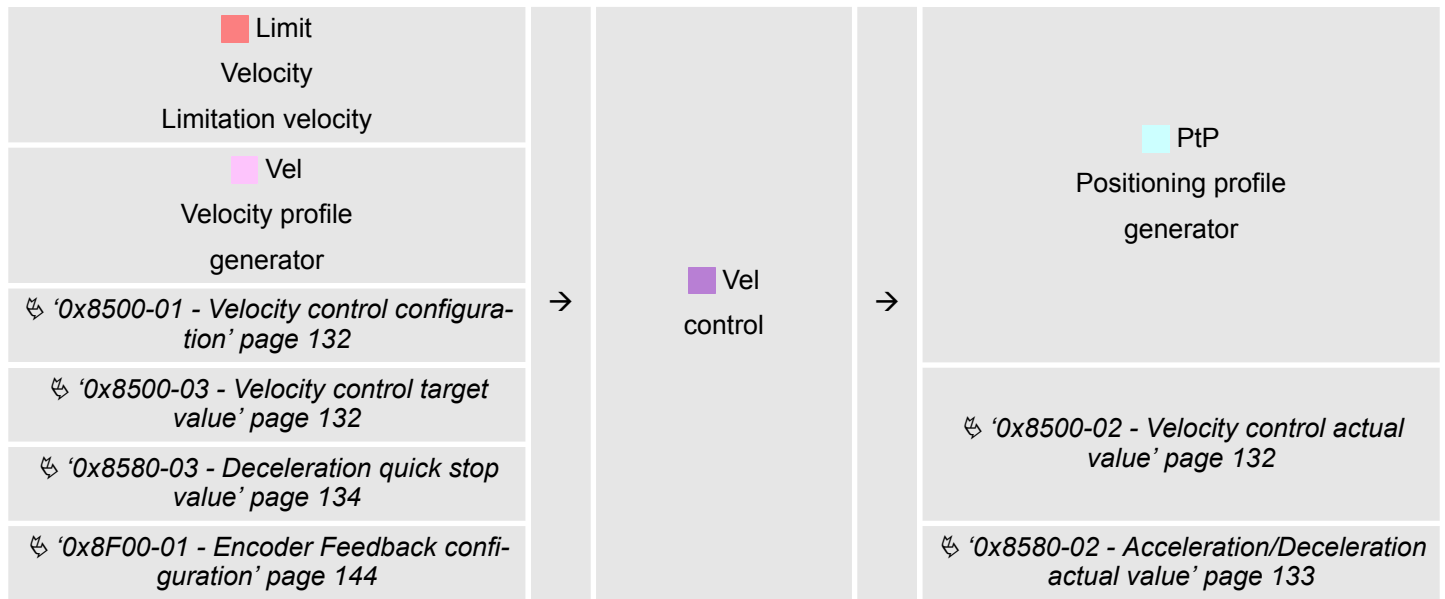 Limit
Velocity
Limitation velocity
Vel
Velocity profile
generator
↳ ‘0x8500-01 - Velocity control configura-
tion’ page 132
↳ ‘0x8500-03 - Velocity control target
value’ page 132
↳ ‘0x8580-03 - Deceleration quick stop
value’ page 134
↳ ‘0x8F00-01 - Encoder Feedback confi-
guration’ page 144
→
Vel
control
→
PtP
Positioning profile
generator
↳ ‘0x8500-02 - Velocity control actual
value’ page 132
↳ ‘0x8580-02 - Acceleration/Deceleration
actual value’ page 133